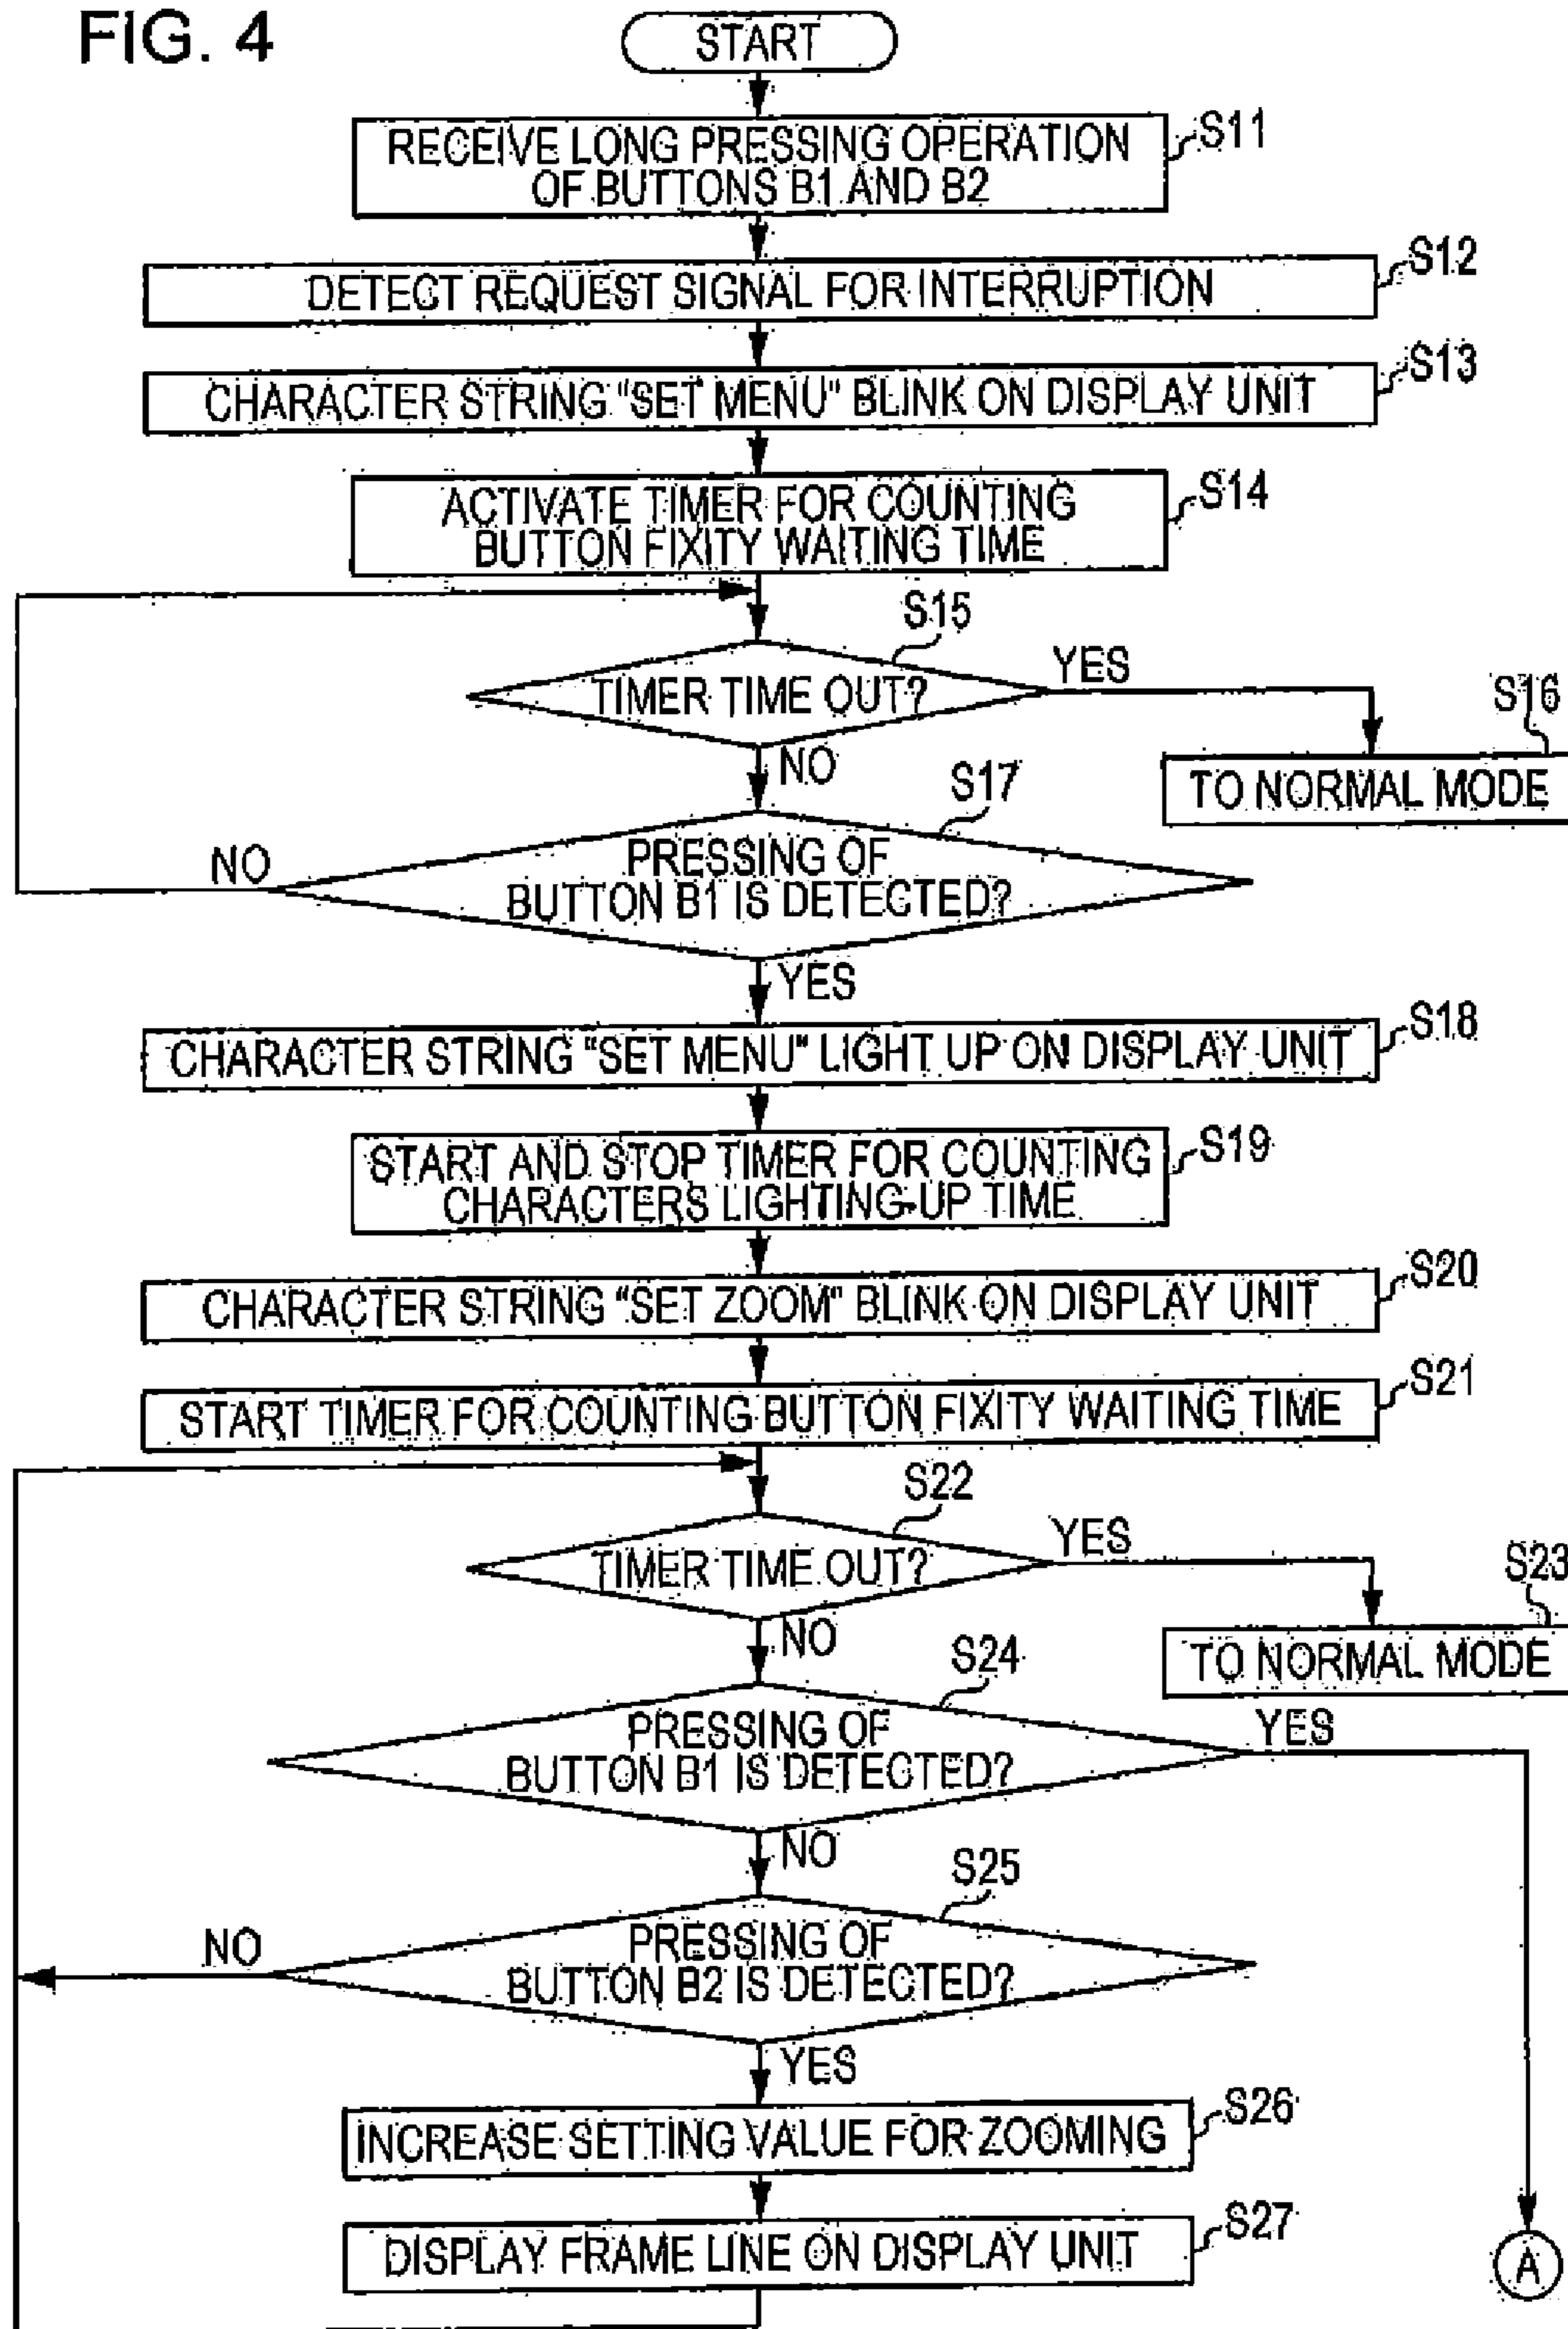 FIG. 4
START
RECEIVE LONG PRESSING OPERATION
OF BUTTONS B1 AND B2
S11
DETECT REQUEST SIGNAL FOR INTERRUPTION
S12
CHARACTER STRING "SET MENU" BLINK ON DISPLAY UNIT
S13
ACTIVATE TIMER FOR COUNTING
BUTTON FIXITY WAITING TIME
S14
S15
TIMER TIME OUT?
YES
NO
S16
TO NORMAL MODE
S17
PRESSING OF
BUTTON B1 IS DETECTED?
NO
YES
CHARACTER STRING "SET MENU" LIGHT UP ON DISPLAY UNIT
S18
START AND STOP TIMER FOR COUNTING
CHARACTERS LIGHTING-UP TIME
S19
CHARACTER STRING "SET ZOOM" BLINK ON DISPLAY UNIT
S20
START TIMER FOR COUNTING BUTTON FIXITY WAITING TIME
S21
S22
TIMER TIME OUT?
YES
NO
S23
TO NORMAL MODE
S24
PRESSING OF
BUTTON B1 IS DETECTED?
YES
NO
S25
PRESSING OF
BUTTON B2 IS DETECTED?
NO
YES
INCREASE SETTING VALUE FOR ZOOMING
S26
DISPLAY FRAME LINE ON DISPLAY UNIT
S27
A